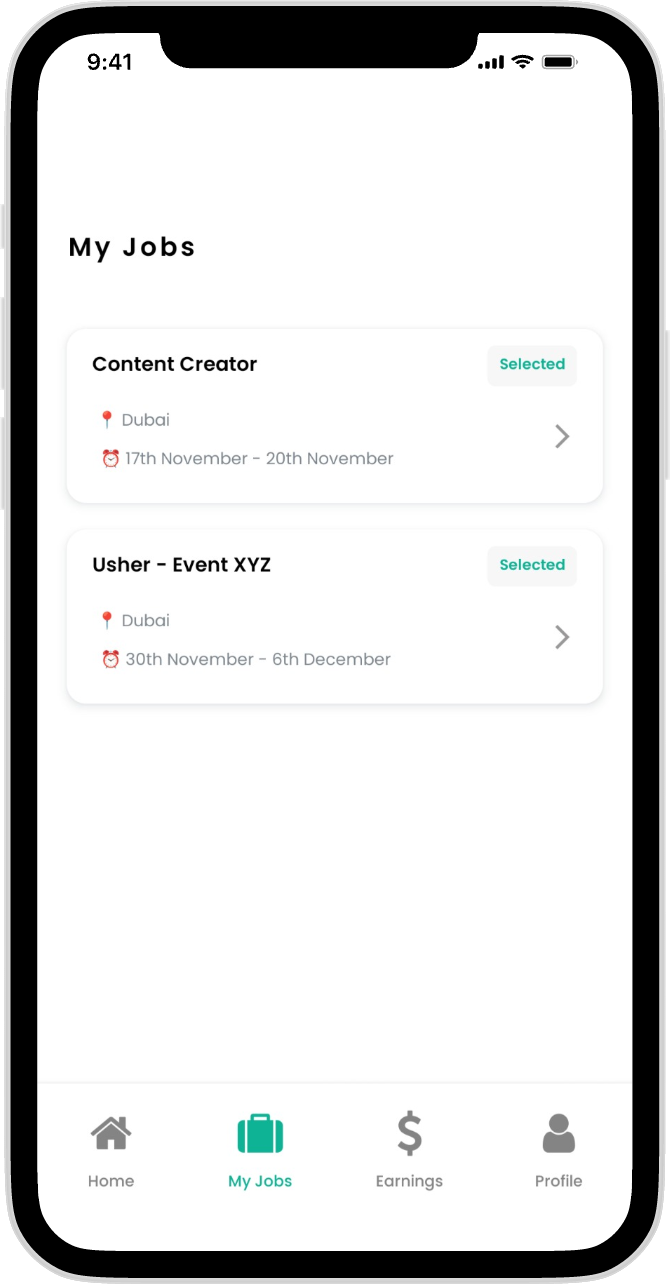 9:41
My Jobs
Content Creator
Selected
📍 Dubai
⏰ 17th November - 20th November
Usher - Event XYZ
Selected
📍 Dubai
⏰ 30th November - 6th December
Home
My Jobs
Earnings
Profile